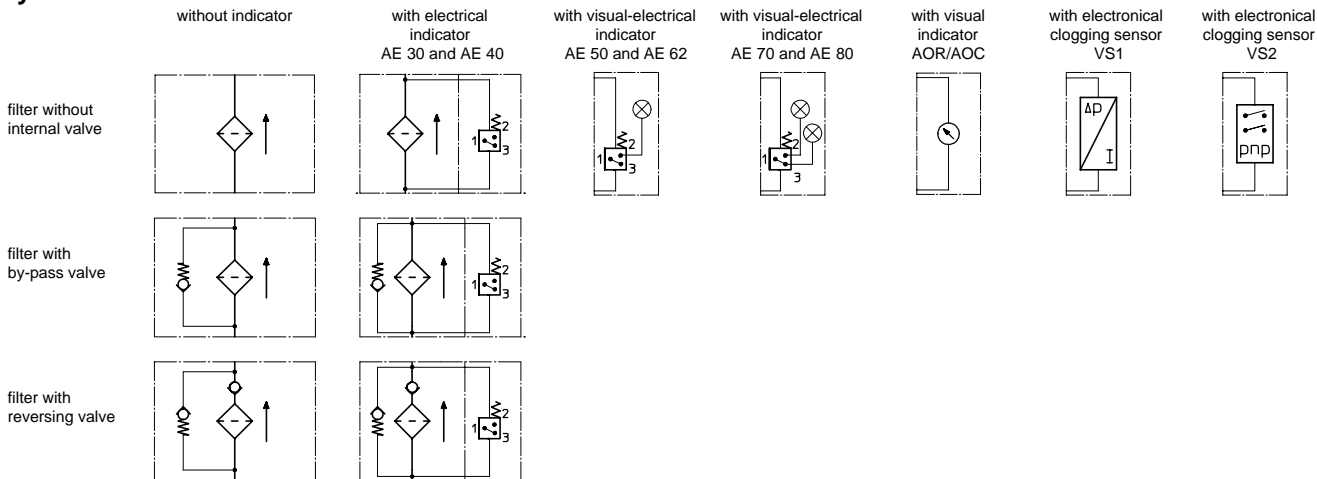 without indicator
with electrical
indicator
AE 30 and AE 40
with visual-electrical
indicator
AE 50 and AE 62
with visual-electrical
indicator
AE 70 and AE 80
with visual
indicator
AOR/AOC
with electronical
clogging sensor
VS1
with electronical
clogging sensor
VS2
filter without
internal valve
1 2
3
1 2
3
1 2
3
Δp
I
pnp
filter with
by-pass valve
1 2
3
filter with
reversing valve
1 2
3